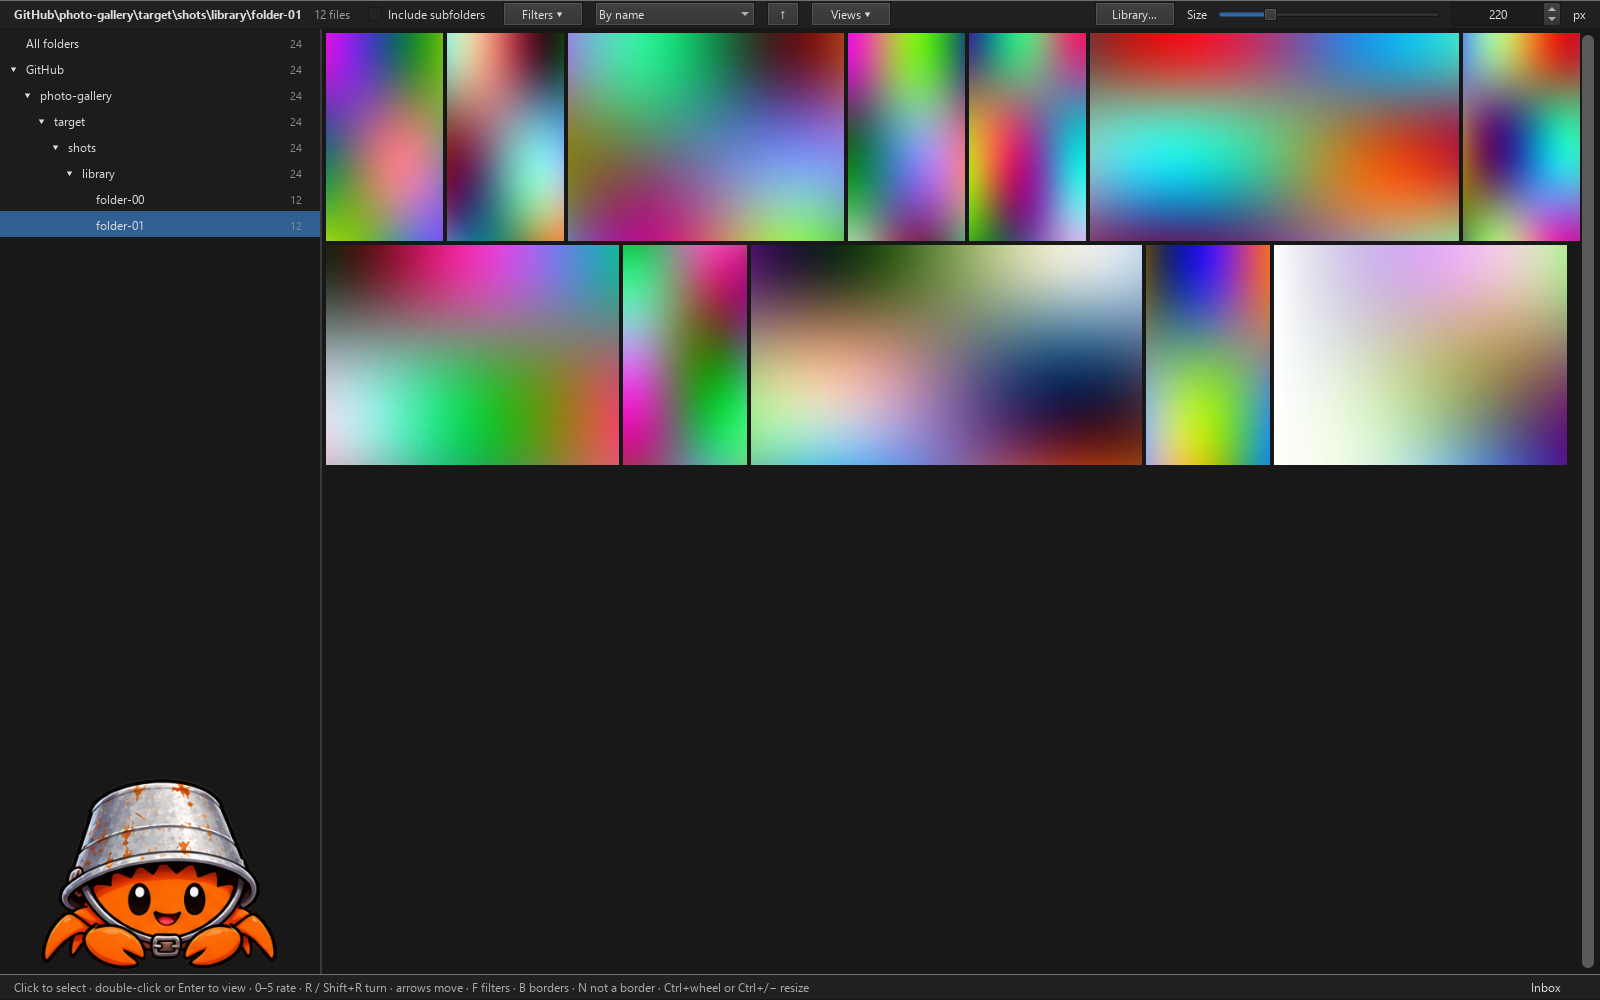 GitHub\photo-gallery\target\shots\library\folder-01 12 files Include subfolders Filters ▾ By name ↑ Views ▾ Library... Size 220 px
All folders 24
GitHub 24
photo-gallery 24
target 24
shots 24
library 24
folder-00 12
folder-01 12
Click to select · double-click or Enter to view · 0–5 rate · R / Shift+R turn · arrows move · F filters · B borders · N not a border · Ctrl+wheel or Ctrl+/− resize Inbox